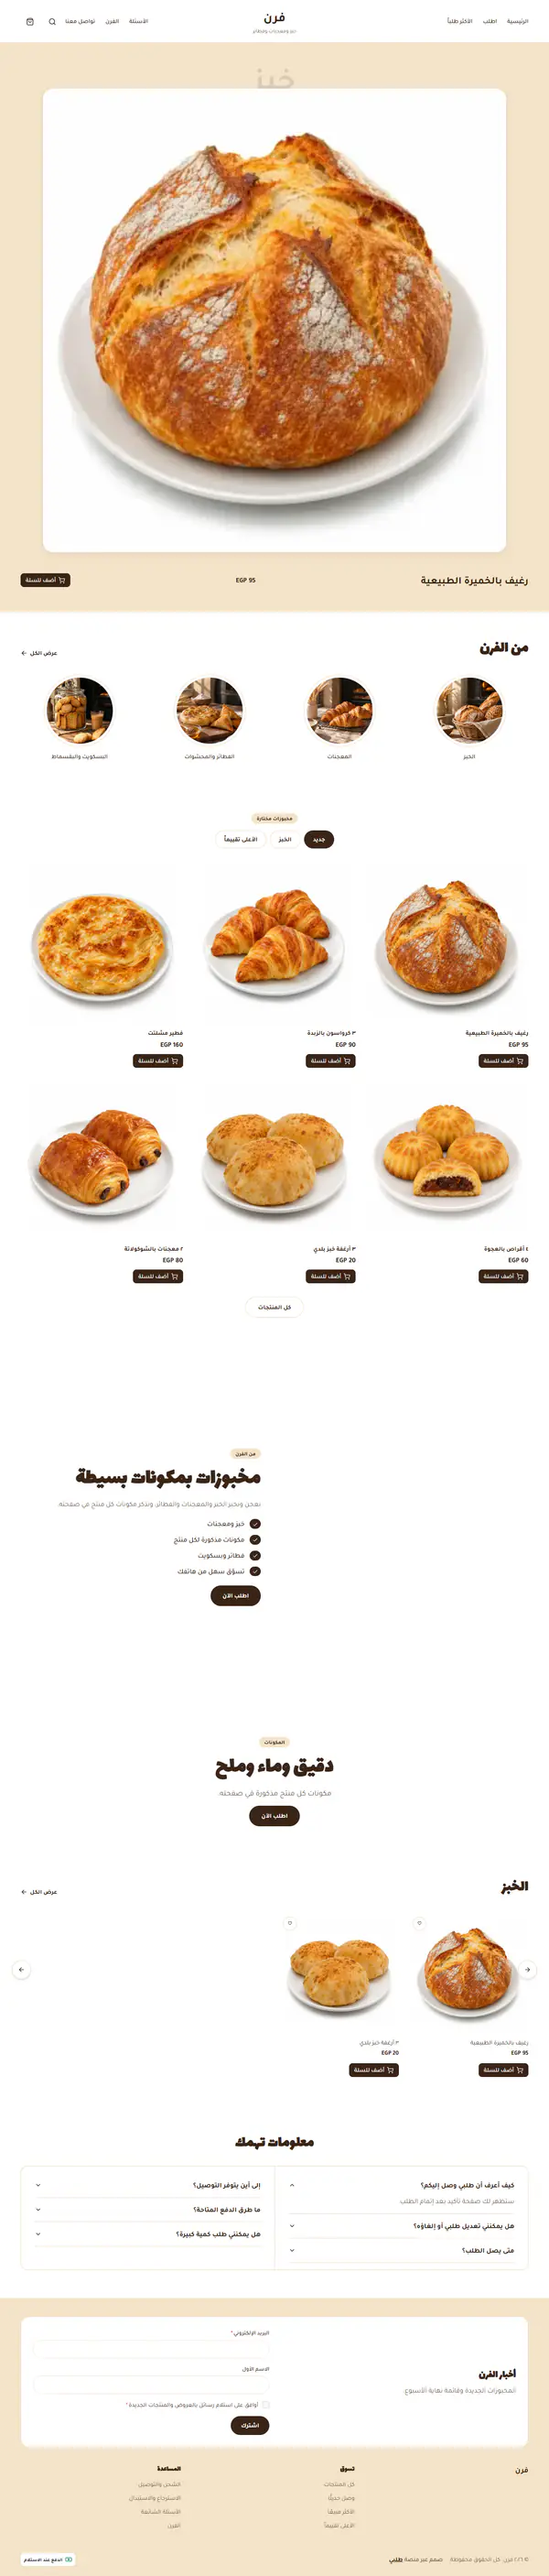 الرئيسية
اطلب
الأكثر طلباً
فرن
خبز ومعجنات وفطائر
الأسئلة
الفرن
تواصل معنا
خبز
رغيف بالخميرة الطبيعية
EGP 95
أضف للسلة
من الفرن
عرض الكل
الخبز
المعجنات
الفطائر والمحشوات
البسكويت والبقسماط
مخبوزات مختارة
جديد
الخبز
الأعلى تقييماً
رغيف بالخميرة الطبيعية
EGP 95
أضف للسلة
٣ كرواسون بالزبدة
EGP 90
أضف للسلة
فطير مشلتت
EGP 160
أضف للسلة
٤ أقراص بالعجوة
EGP 60
أضف للسلة
٣ أرغفة خبز بلدي
EGP 20
أضف للسلة
٢ معجنات بالشوكولاتة
EGP 80
أضف للسلة
كل المنتجات
من الفرن
مخبوزات بمكونات بسيطة
نعجن ونخبز الخبز والمعجنات والفطائر، ونذكر مكونات كل منتج في صفحته.
خبز ومعجنات
مكونات مذكورة لكل منتج
فطائر وبسكويت
تسوّق سهل من هاتفك
اطلب الآن
المكونات
دقيق وماء وملح
مكونات كل منتج مذكورة في صفحته.
اطلب الآن
الخبز
عرض الكل
رغيف بالخميرة الطبيعية
EGP 95
أضف للسلة
٣ أرغفة خبز بلدي
EGP 20
أضف للسلة
معلومات تهمك
كيف أعرف أن طلبي وصل إليكم؟
ستظهر لك صفحة تأكيد بعد إتمام الطلب.
هل يمكنني تعديل طلبي أو إلغاؤه؟
متى يصل الطلب؟
إلى أين يتوفر التوصيل؟
ما طرق الدفع المتاحة؟
هل يمكنني طلب كمية كبيرة؟
أخبار الفرن
المخبوزات الجديدة وقائمة نهاية الأسبوع.
البريد الإلكتروني *
الاسم الأول
أوافق على استلام رسائل بالعروض والمنتجات الجديدة *
اشترك
فرن
تسوق
كل المنتجات
وصل حديثًا
الأكثر مبيعًا
الأعلى تقييماً
المساعدة
الشحن والتوصيل
الاسترجاع والاستبدال
الأسئلة الشائعة
الفرن
© ٢٠٢٦ فرن. كل الحقوق محفوظة.
صمم عبر منصة طلبي
الدفع عند الاستلام